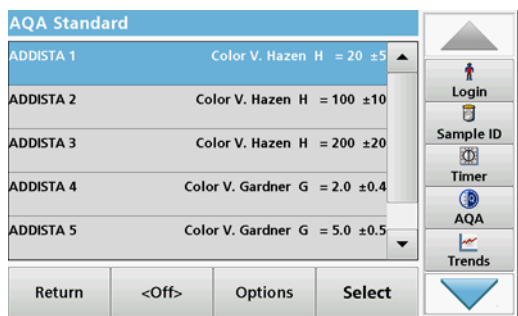 AQA Standard
ADDISTA 1 Color V. Hazen H = 20 ±5
ADDISTA 2 Color V. Hazen H = 100 ±10
ADDISTA 3 Color V. Hazen H = 200 ±20
ADDISTA 4 Color V. Gardner G = 2.0 ±0.4
ADDISTA 5 Color V. Gardner G = 5.0 ±0.5
Return <Off> Options Select
Login
Sample ID
Timer
AQA
Trends